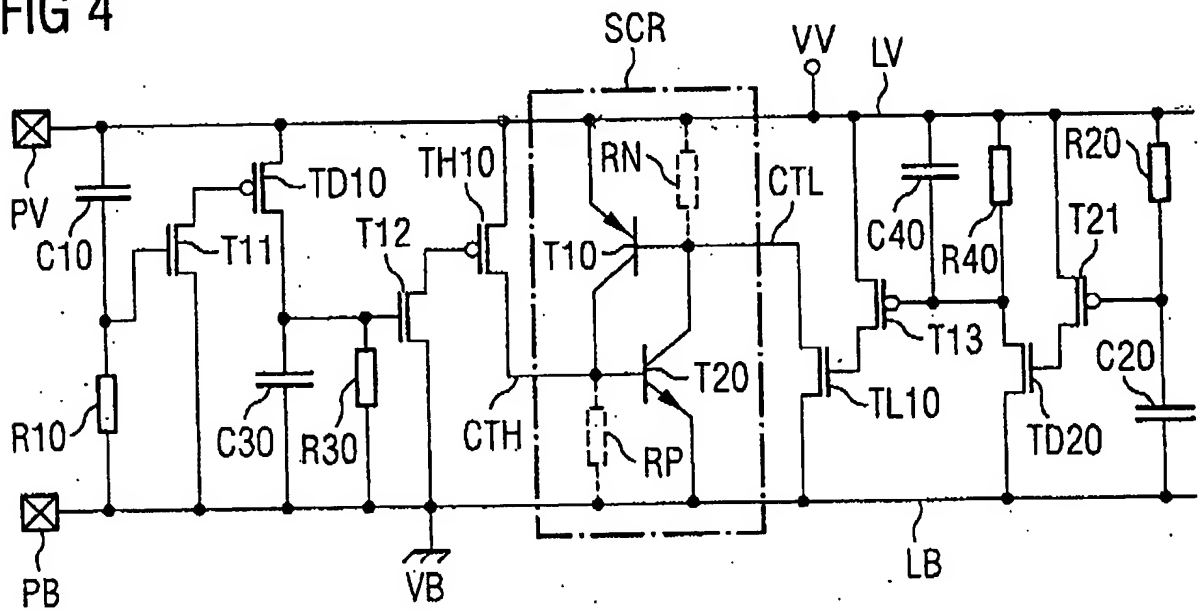 FIG 4
SCR
VV
LV
PV
C10
T11
TD10
T12
TH10
RN
T10
CTL
C40
R40
T21
R20
T13
R10
C30
R30
CTH
T20
RP
TL10
TD20
C20
PB
VB
LB